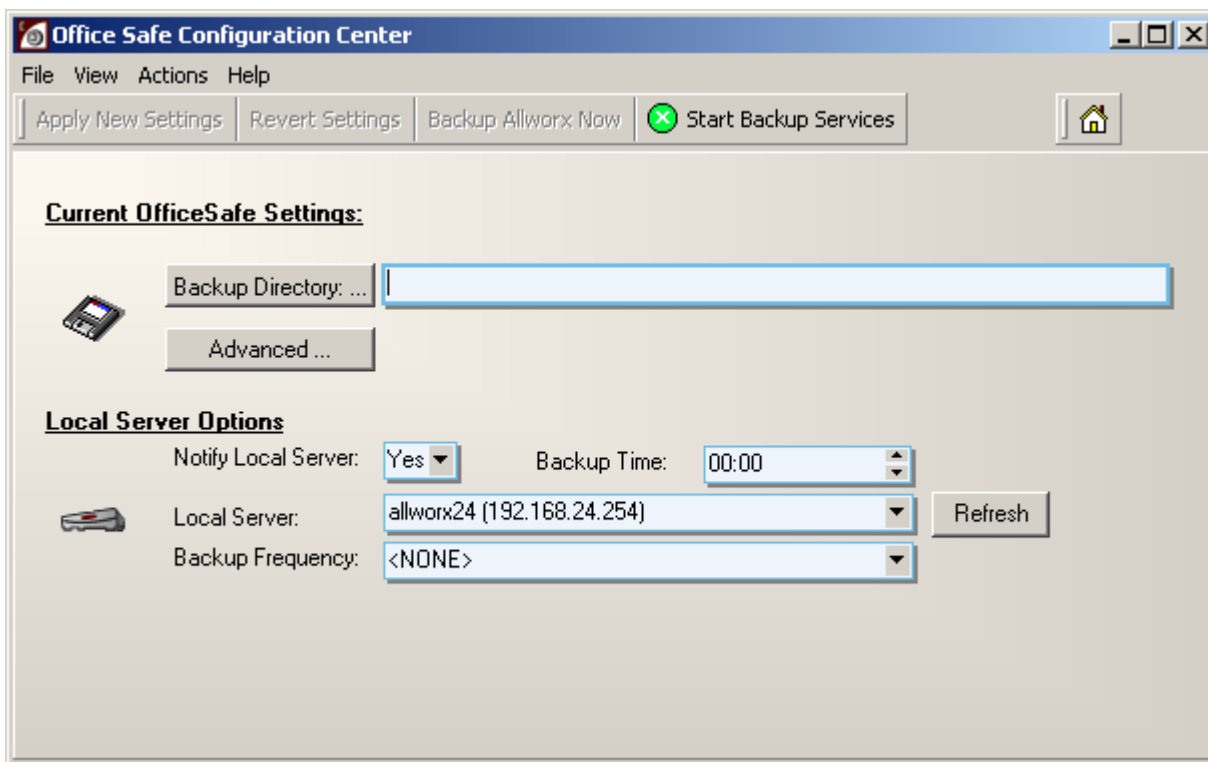 Office Safe Configuration Center
File View Actions Help
Apply New Settings Revert Settings Backup Allworx Now Start Backup Services
Current OfficeSafe Settings:
Backup Directory: ...
Advanced ...
Local Server Options
Notify Local Server: Yes Backup Time: 00:00
Local Server: allworx24 (192.168.24.254) Refresh
Backup Frequency: <NONE>